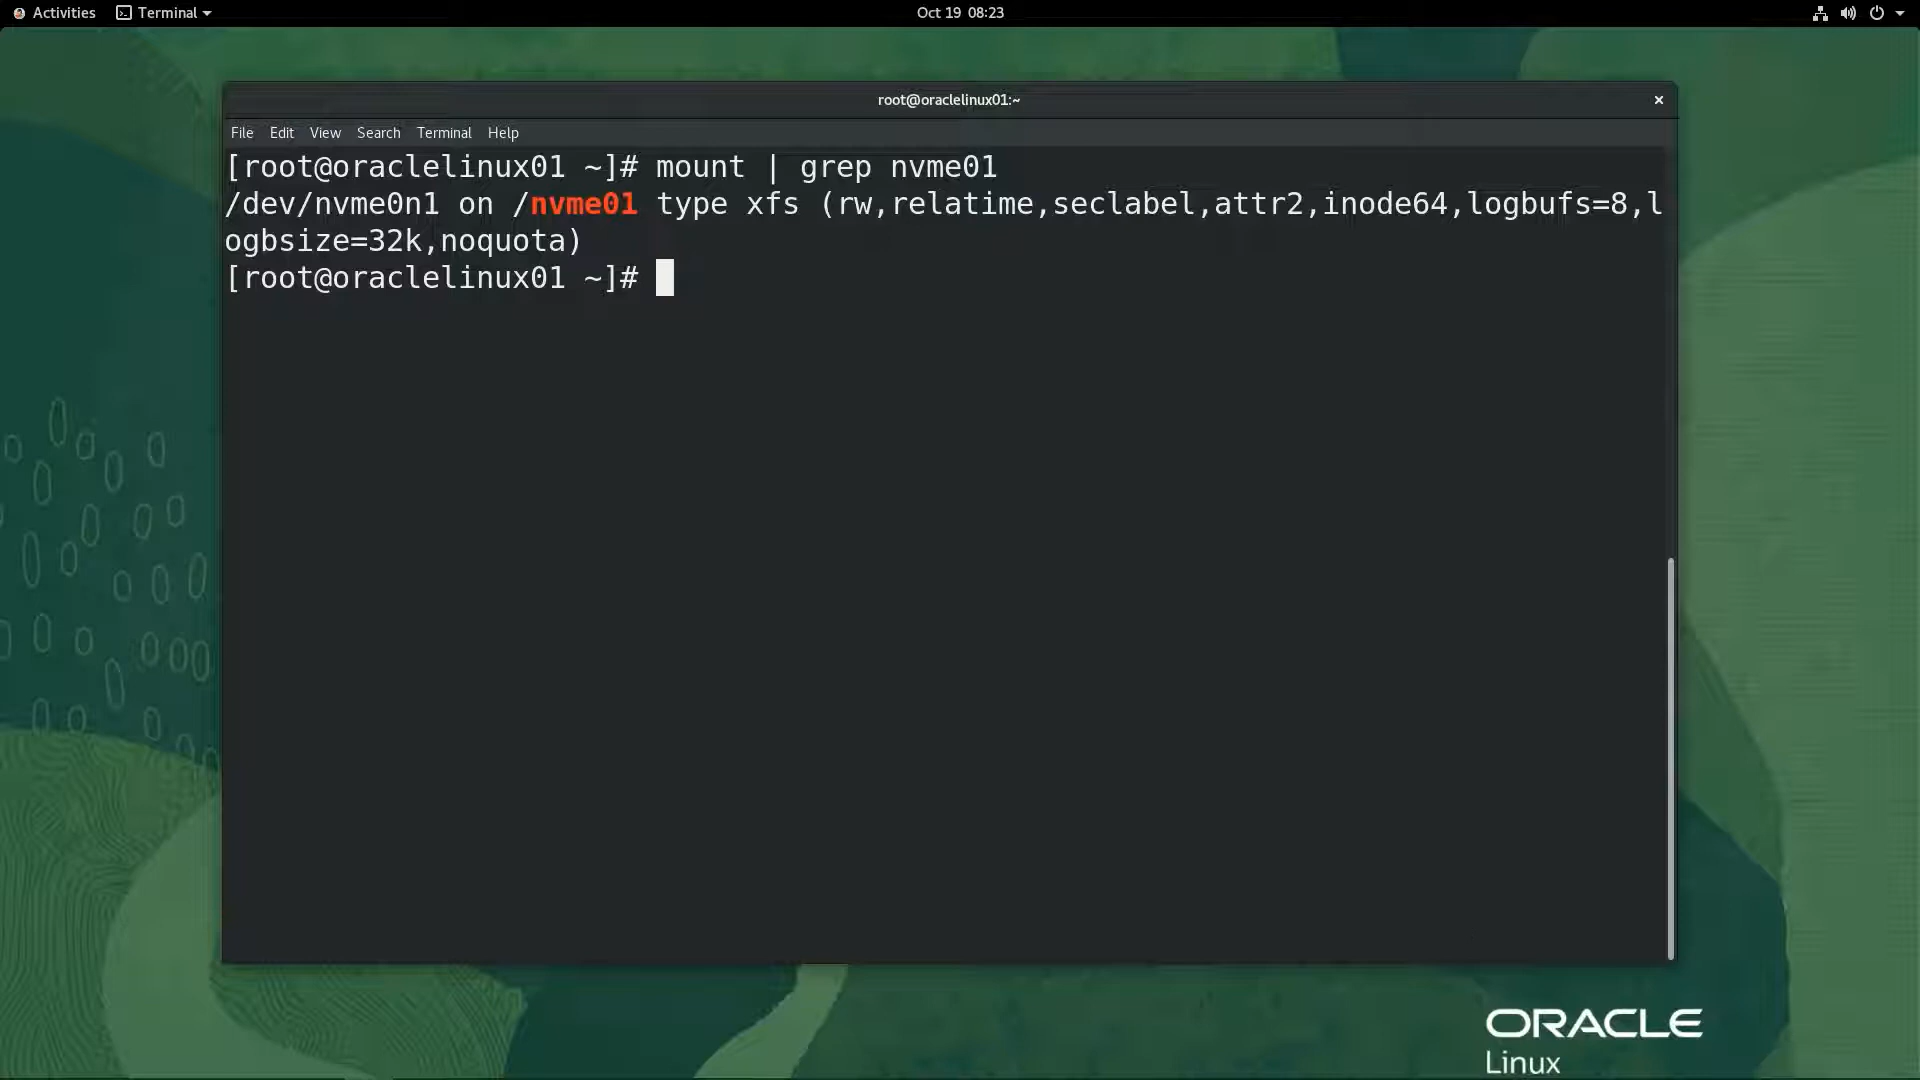 Activities Terminal Oct 19 08:23
root@oraclelinux01:~ ×
File Edit View Search Terminal Help
[root@oraclelinux01 ~]# mount | grep nvme01
/dev/nvme0n1 on /nvme01 type xfs (rw,relatime,seclabel,attr2,inode64,logbufs=8,l
ogbsize=32k,noquota)
[root@oraclelinux01 ~]#
ORACLE
Linux